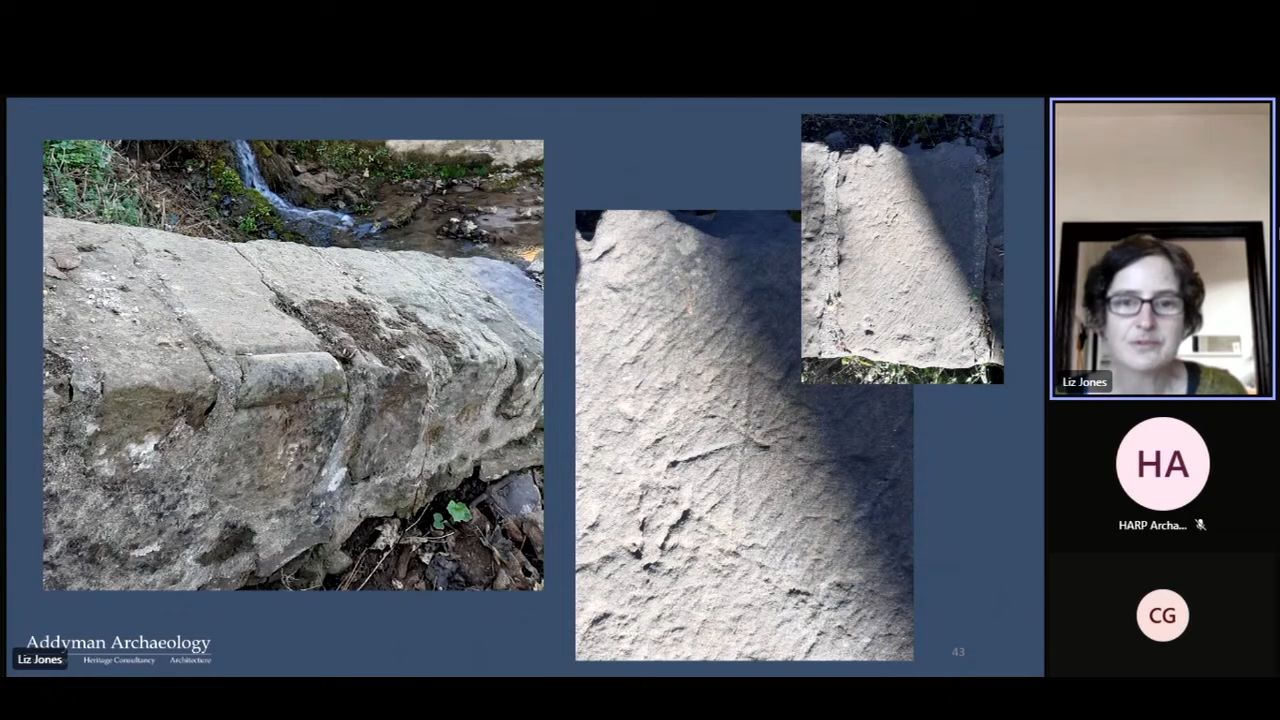 Addyman Archaeology
Heritage Consultancy Architecture
Liz Jones
43
Liz Jones
HA
HARP Archa...
CG